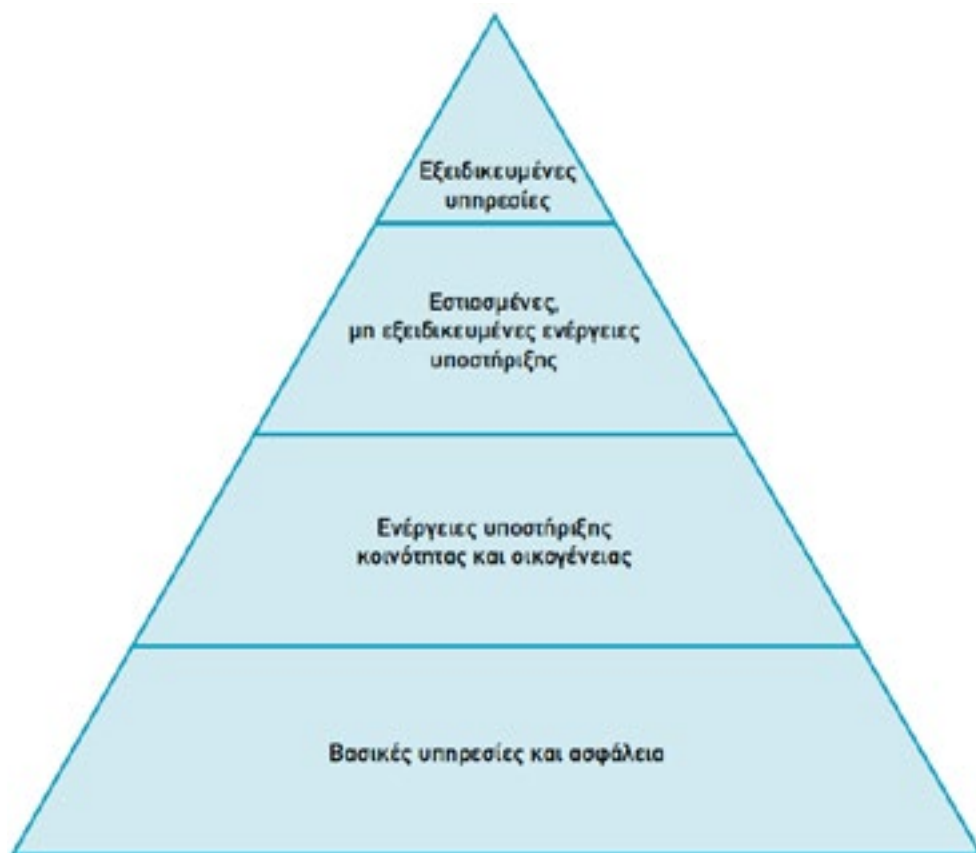 Εξειδικευμένες
υπηρεσίες
Εστιασμένες,
μη εξειδικευμένες ενέργειες
υποστήριξης
Ενέργειες υποστήριξης
κοινότητας και οικογένειας
Βασικές υπηρεσίες και ασφάλεια